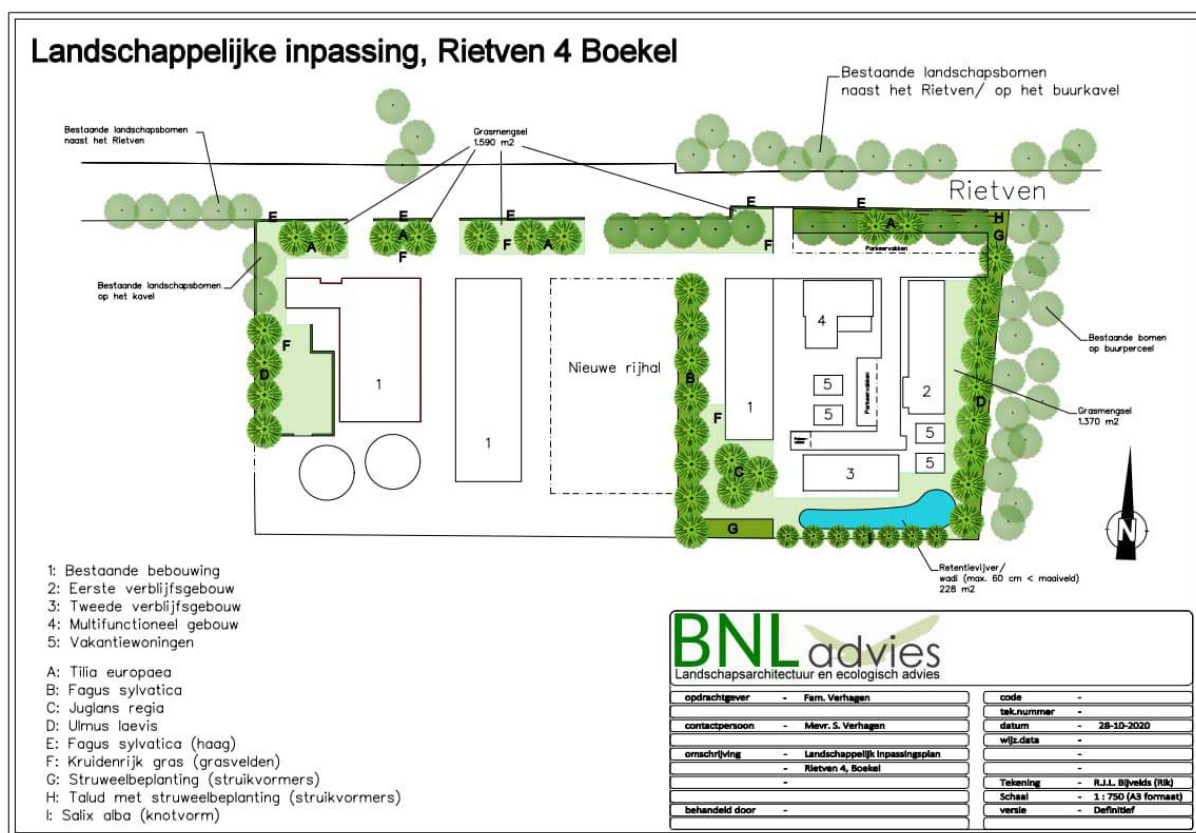 Landschappelijke inpassing, Rietven 4 Boekel
Bestaande landschapsbomen
naast het Rietven/ op het buurkavel
Bestaande landschapsbomen
naast het Rietven
Grasmengsel
1.590 m2
Rietven
E
E
E
E
E
H
A
A
F
A
A
G
F
F
Parkeervakken
Bestaande landschapsbomen
op het kavel
Bestaande bomen
op buurperceel
F
D
1
1
Nieuwe rijhal
B
F
1
4
5
5
Parkeervakken
2
5
5
D
Grasmengsel
1.370 m2
C
3
G
I
N
Retentievijver/
wadi (max. 60 cm < maaiveld)
228 m2
1: Bestaande bebouwing
2: Eerste verblijfsgebouw
3: Tweede verblijfsgebouw
4: Multifunctioneel gebouw
5: Vakantiewoningen
A: Tilia europaea
B: Fagus sylvatica
C: Juglans regia
D: Ulmus laevis
E: Fagus sylvatica (haag)
F: Kruidenrijk gras (grasvelden)
G: Struweelbeplanting (struikvormers)
H: Talud met struweelbeplanting (struikvormers)
I: Salix alba (knotvorm)
BNL advies
Landschapsarchitectuur en ecologisch advies
opdrachtgever - Fam. Verhagen
contactpersoon - Mevr. S. Verhagen
omschrijving - Landschappelijk inpassingsplan
- Rietven 4, Boekel
-
behandeld door -
code -
tek.nummer -
datum - 28-10-2020
wijz.data -
-
-
Tekening - R.J.L. Bijvelds (Rik)
Schaal - 1 : 750 (A3 formaat)
versie - Definitief